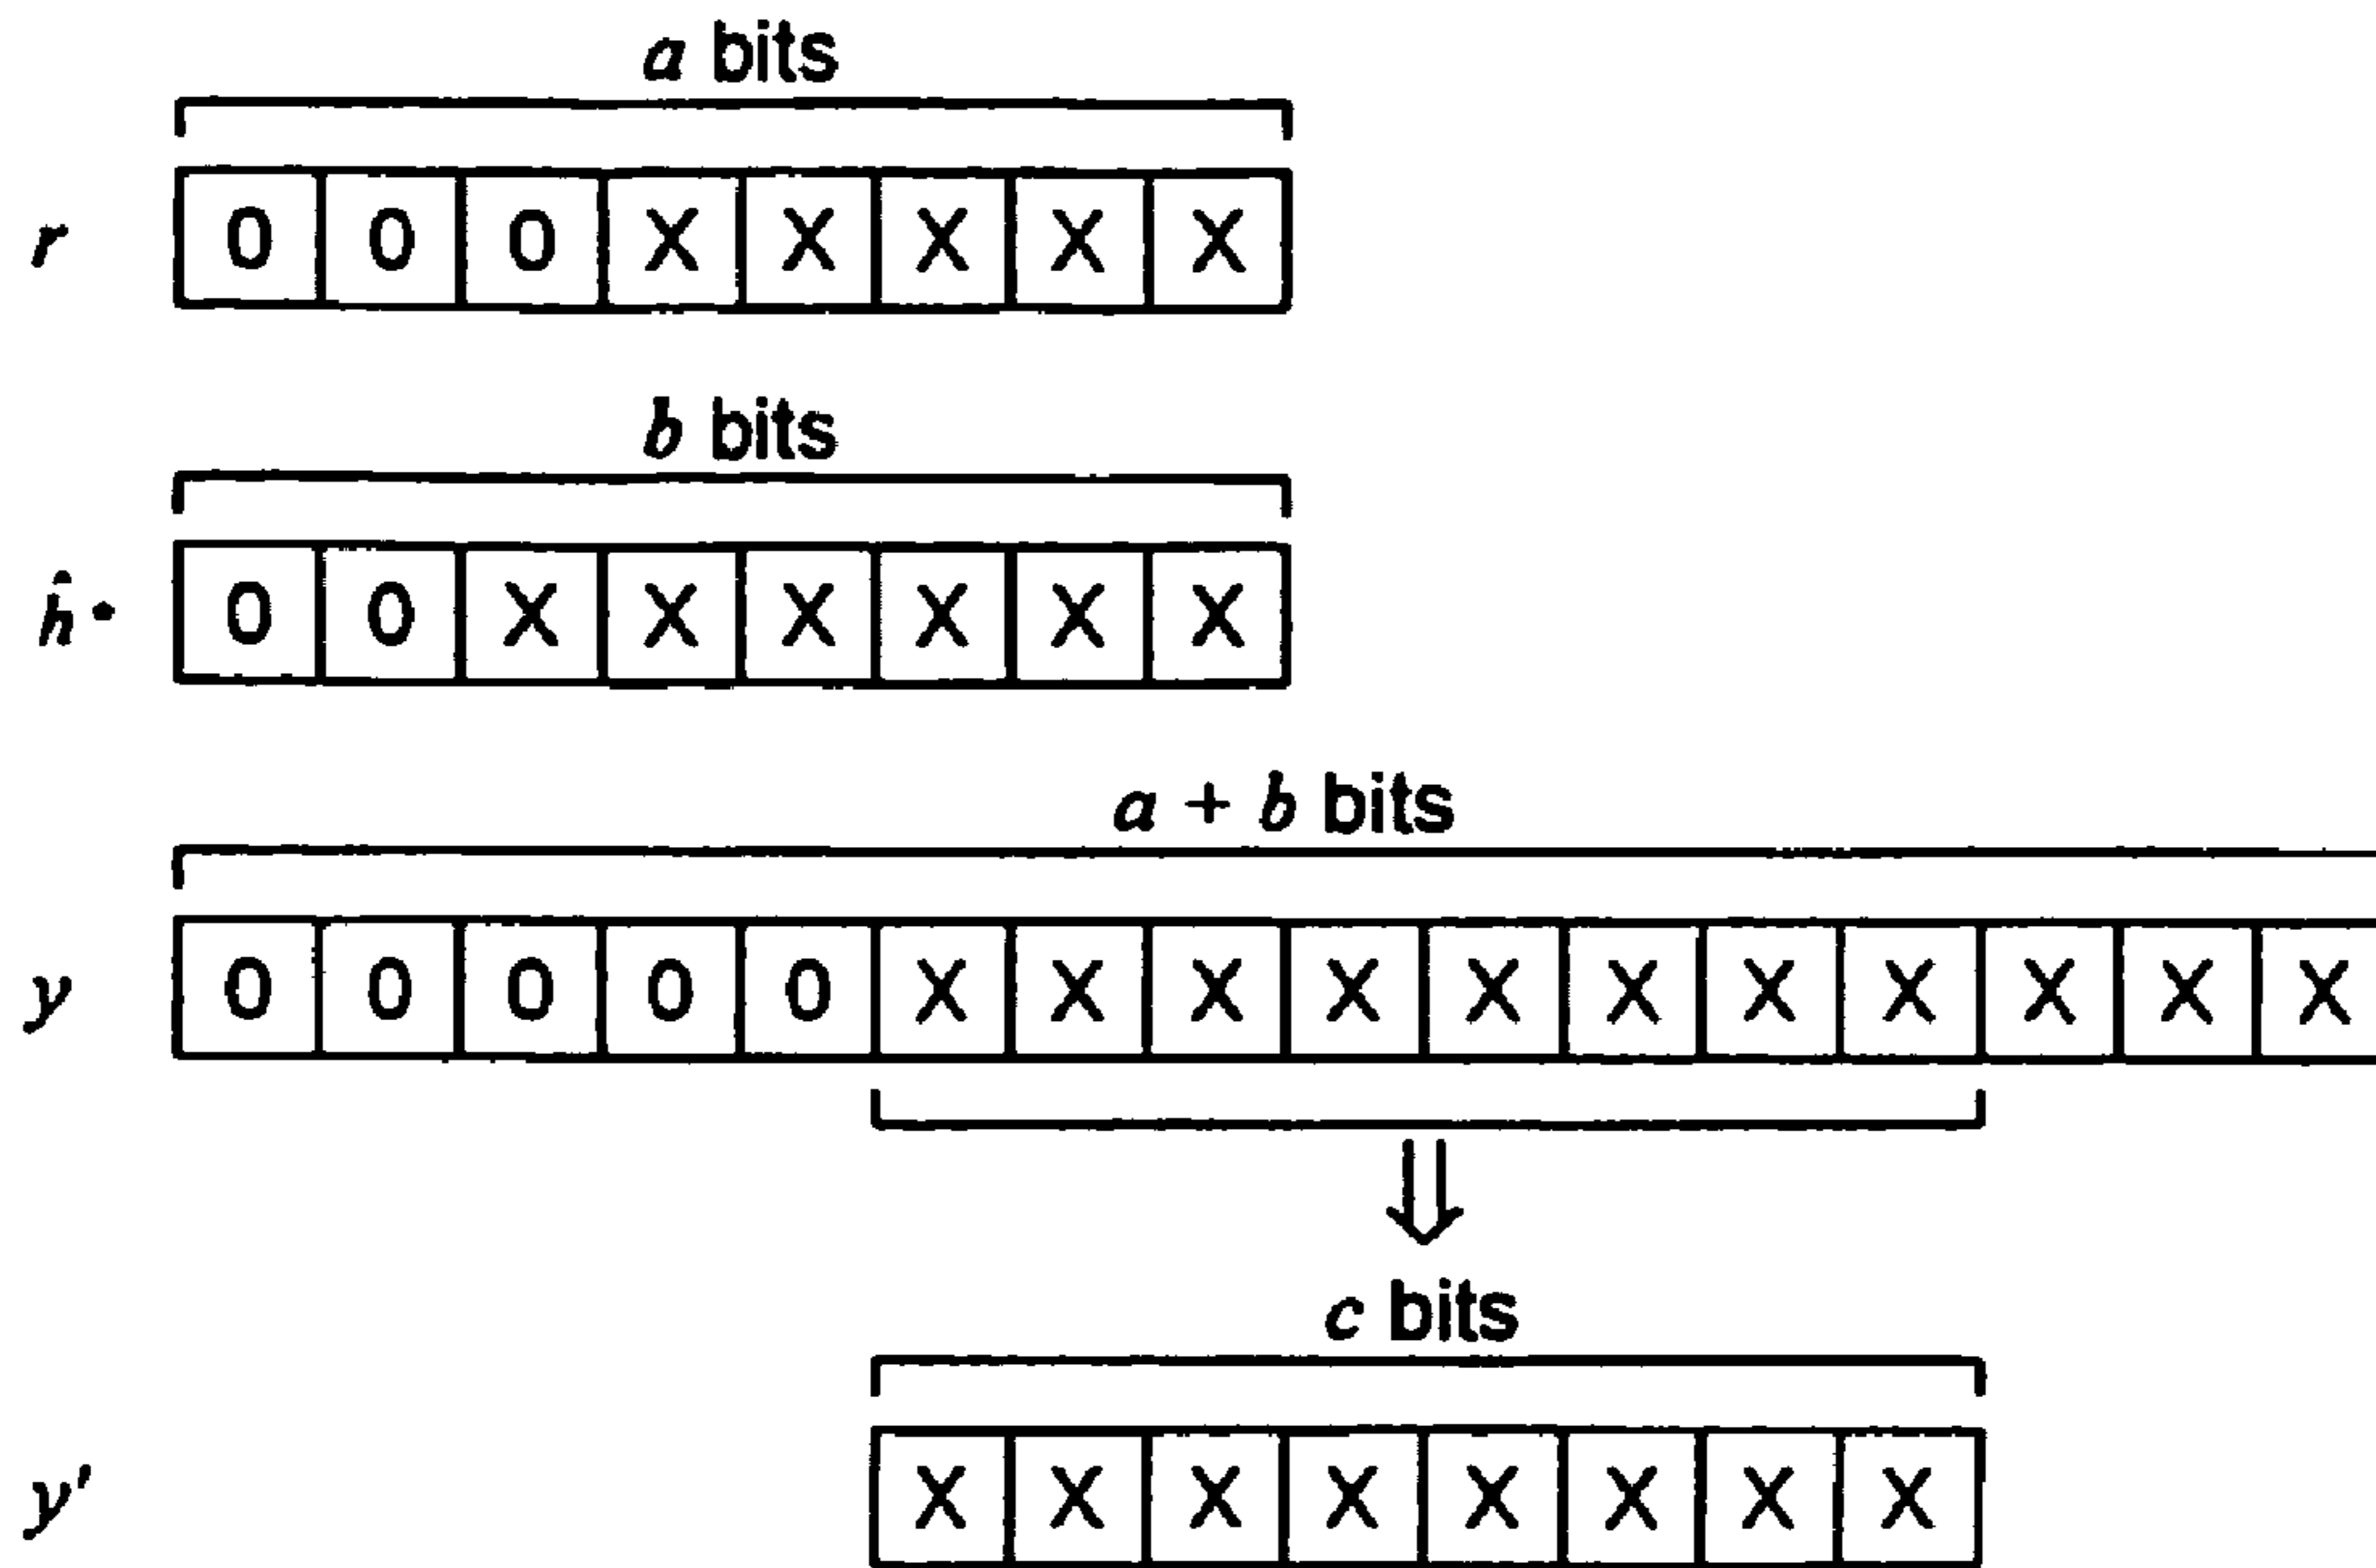 a bits
r 0 0 0 X X X X X
b bits
ĥ• 0 0 X X X X X X
a + b bits
y 0 0 0 0 0 X X X X X X X X X X X
c bits
y' X X X X X X X X